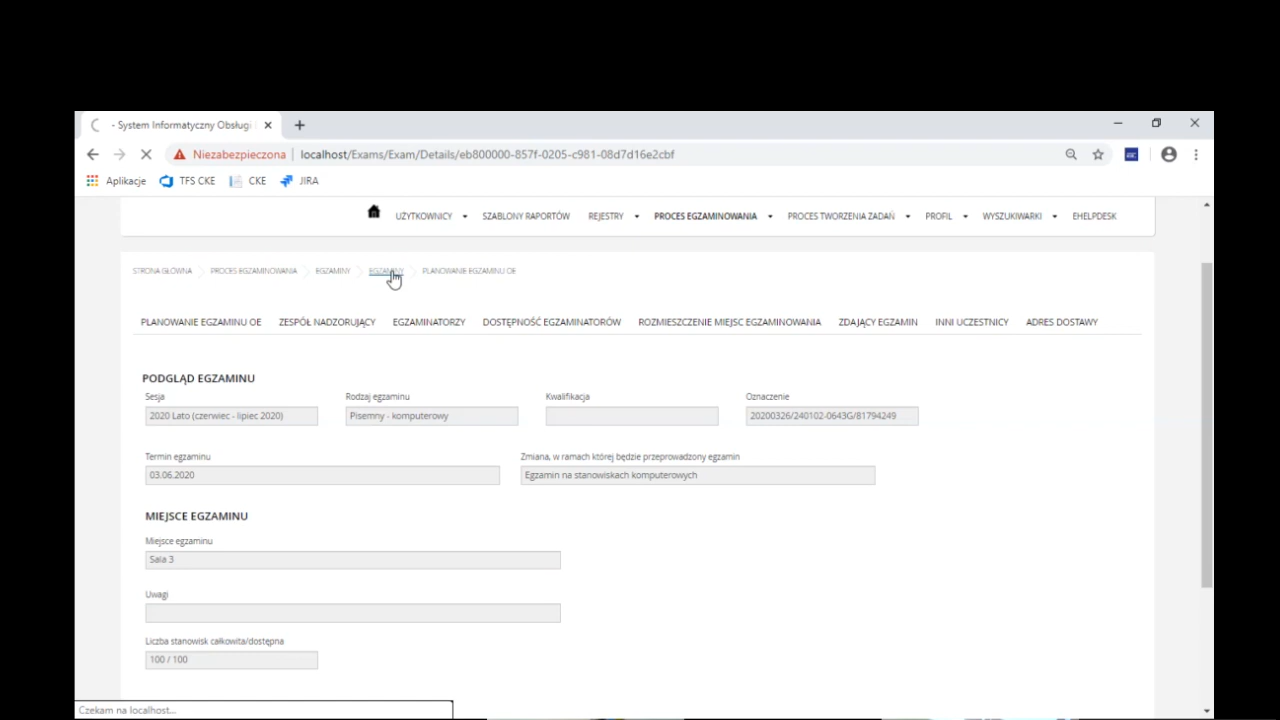 - System Informatyczny Obsługi
Niezabezpieczona localhost/Exams/Exam/Details/eb800000-857f-0205-c981-08d7d16e2cbf
Aplikacje TFS CKE CKE JIRA
UŻYTKOWNICY SZABLONY RAPORTÓW REJESTRY PROCES EGZAMINOWANIA PROCES TWORZENIA ZADAŃ PROFIL WYSZUKIWARKI EHELPDESK
STRONA GŁÓWNA PROCES EGZAMINOWANIA EGZAMINY EGZAMINY PLANOWANIE EGZAMINU OE
PLANOWANIE EGZAMINU OE ZESPÓŁ NADZORUJĄCY EGZAMINATORZY DOSTĘPNOŚĆ EGZAMINATORÓW ROZMIESZCZENIE MIEJSC EGZAMINOWANIA ZDAJĄCY EGZAMIN INNI UCZESTNICY ADRES DOSTAWY
PODGLĄD EGZAMINU
Sesja Rodzaj egzaminu Kwalifikacja Oznaczenie
2020 Lato (czerwiec - lipiec 2020) Pisemny - komputerowy 20200326/240102-0643G/81794249
Termin egzaminu Zmiana, w ramach której będzie przeprowadzony egzamin
03.06.2020 Egzamin na stanowiskach komputerowych
MIEJSCE EGZAMINU
Miejsce egzaminu
Sala 3
Uwagi
Liczba stanowisk całkowita/dostępna
100 / 100
Czekam na localhost...